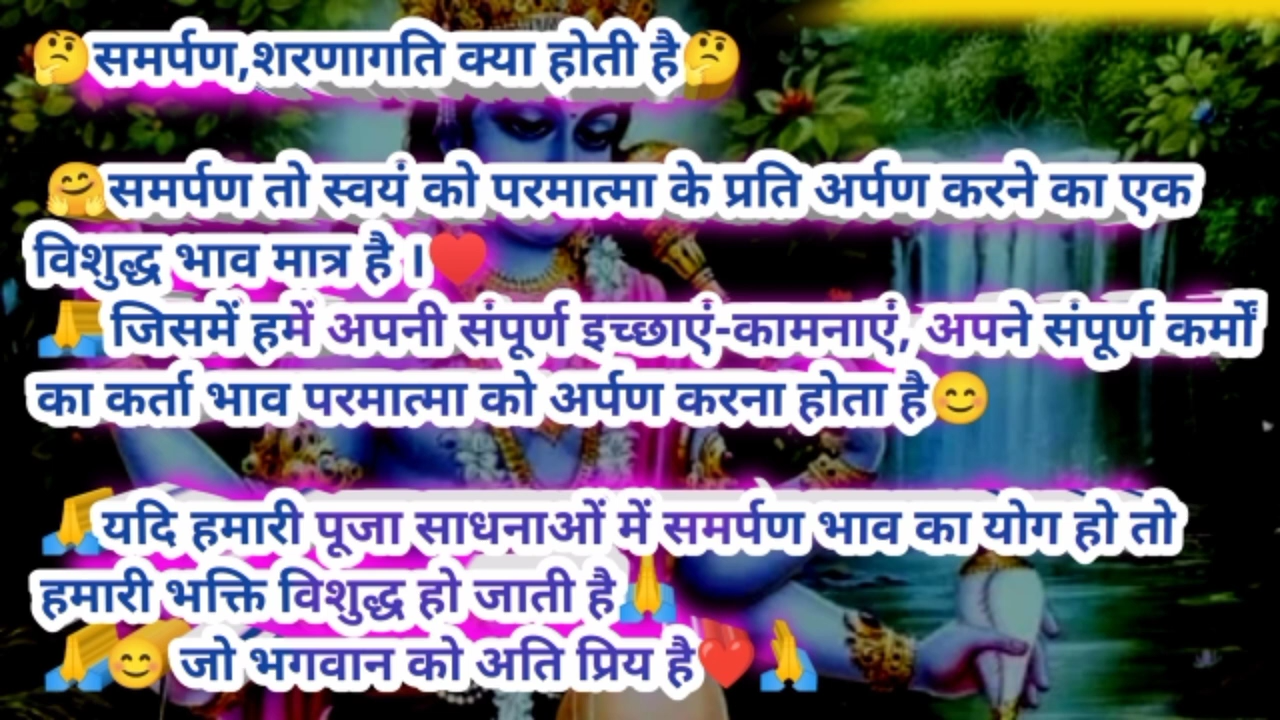 🤔समर्पण,शरणागति क्या होती है🤔
🤗समर्पण तो स्वयं को परमात्मा के प्रति अर्पण करने का एक
विशुद्ध भाव मात्र है ।♥️
🙏जिसमें हमें अपनी संपूर्ण इच्छाएं-कामनाएं, अपने संपूर्ण कर्मों
का कर्ता भाव परमात्मा को अर्पण करना होता है😊
🙏यदि हमारी पूजा साधनाओं में समर्पण भाव का योग हो तो
हमारी भक्ति विशुद्ध हो जाती है🙏
🙏😊 जो भगवान को अति प्रिय है❤️🙏